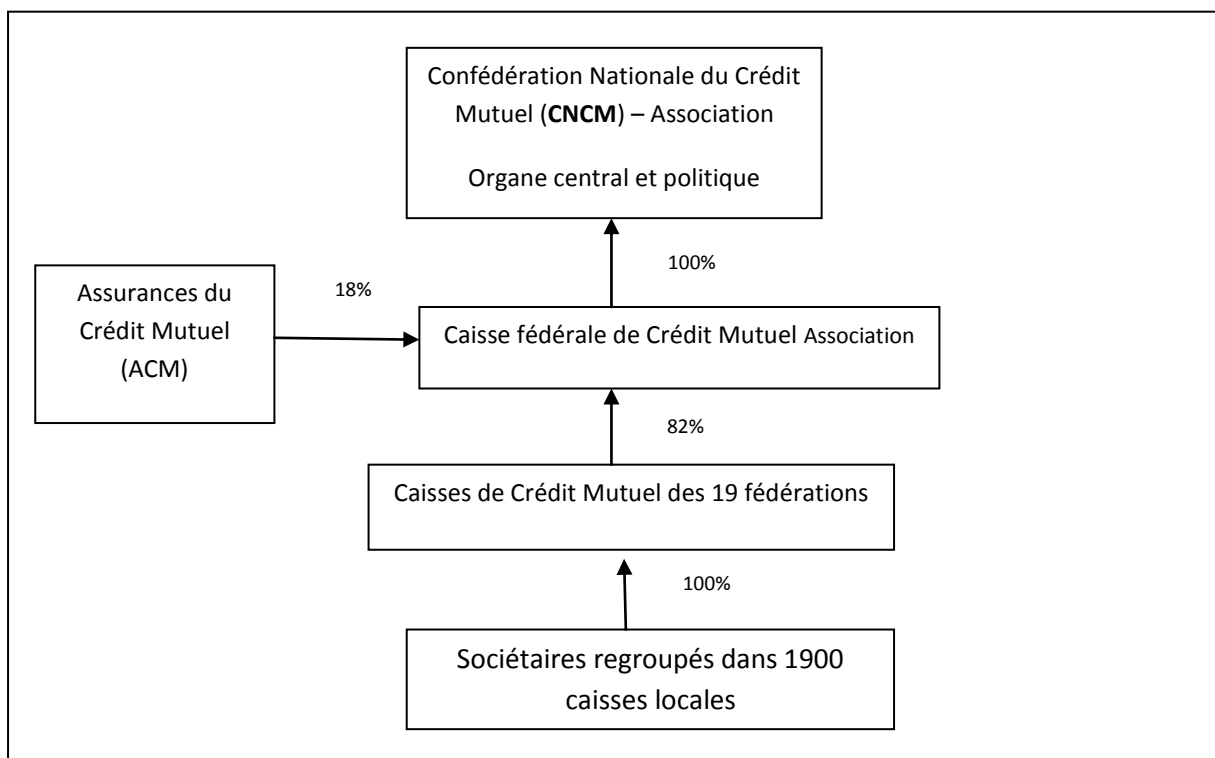 Confédération Nationale du Crédit
Mutuel (CNCM) – Association
Organe central et politique
100%
Assurances du
Crédit Mutuel
(ACM)
18%
Caisse fédérale de Crédit Mutuel Association
82%
Caisses de Crédit Mutuel des 19 fédérations
100%
Sociétaires regroupés dans 1900
caisses locales